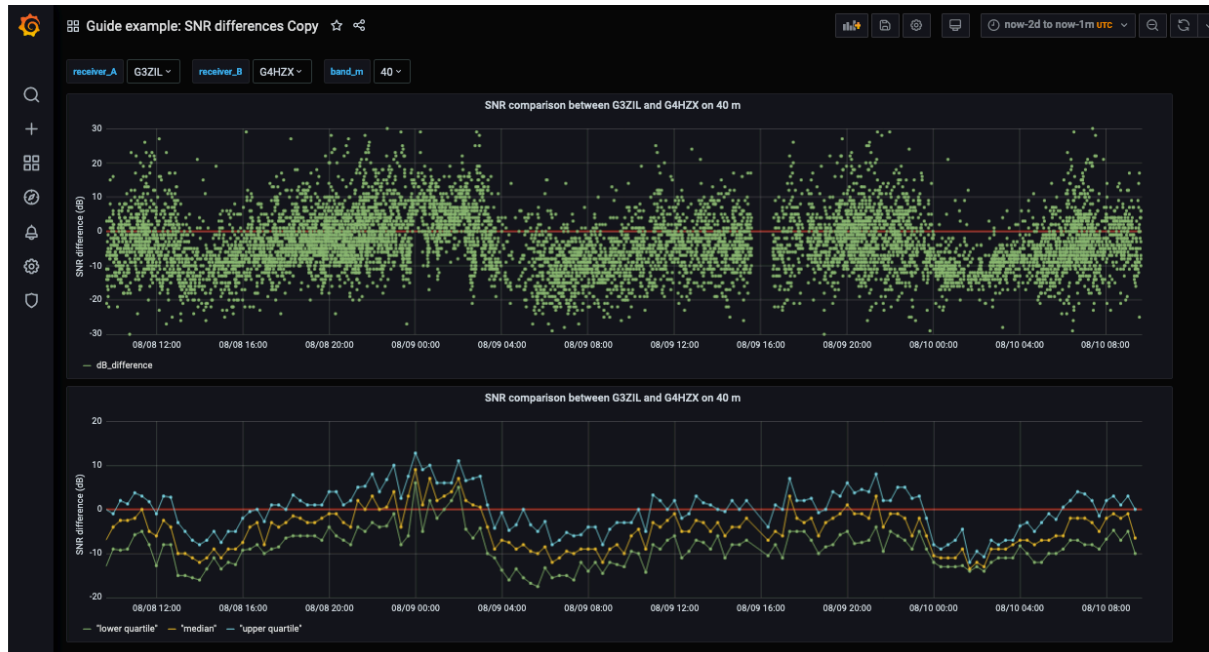 Guide example: SNR differences Copy
now-2d to now-1m UTC
receiver_A G3ZIL receiver_B G4HZX band_m 40
SNR comparison between G3ZIL and G4HZX on 40 m
SNR difference (dB)
30
20
10
0
-10
-20
-30
08/08 12:00 08/08 16:00 08/08 20:00 08/09 00:00 08/09 04:00 08/09 08:00 08/09 12:00 08/09 16:00 08/09 20:00 08/10 00:00 08/10 04:00 08/10 08:00
dB_difference
SNR comparison between G3ZIL and G4HZX on 40 m
SNR difference (dB)
20
10
0
-10
-20
08/08 12:00 08/08 16:00 08/08 20:00 08/09 00:00 08/09 04:00 08/09 08:00 08/09 12:00 08/09 16:00 08/09 20:00 08/10 00:00 08/10 04:00 08/10 08:00
"lower quartile" "median" "upper quartile"